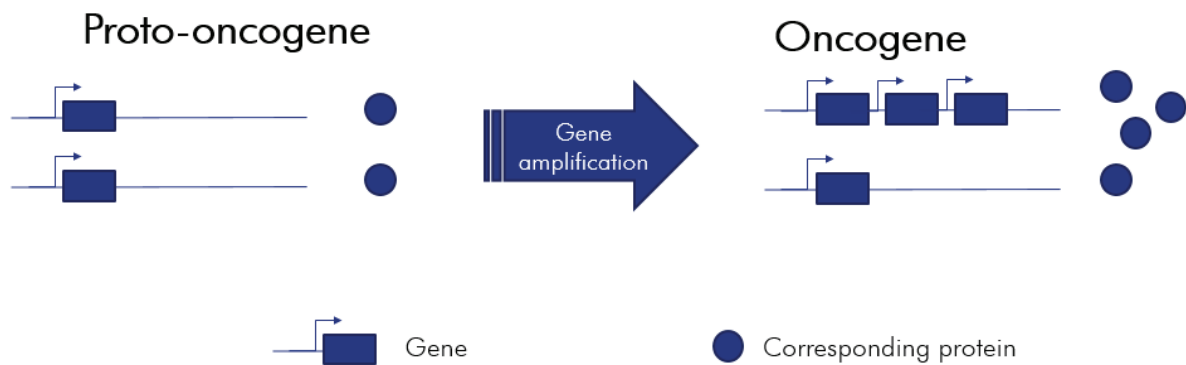 Proto-oncogene
Oncogene
Gene
amplification
Gene
Corresponding protein